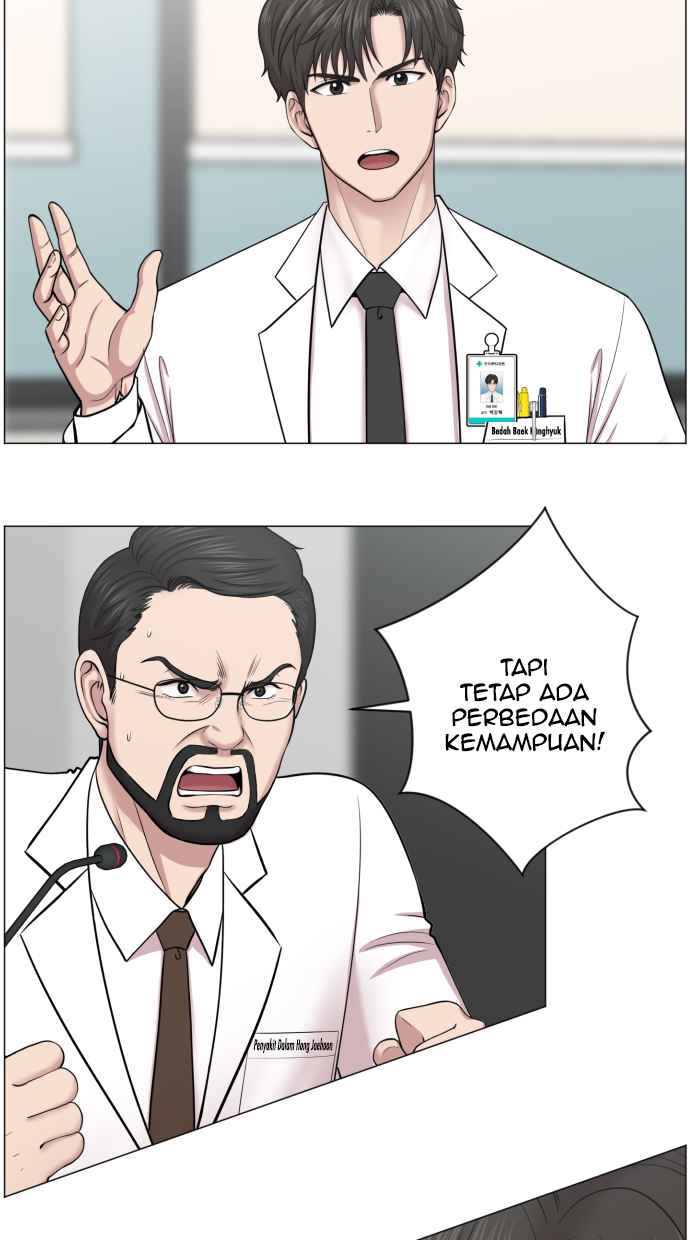 Bedah Baek
TAPI
TETAP ADA
PERBEDAAN
KEMAMPUAN!
Penyakit Dalam Hong Jaehoon